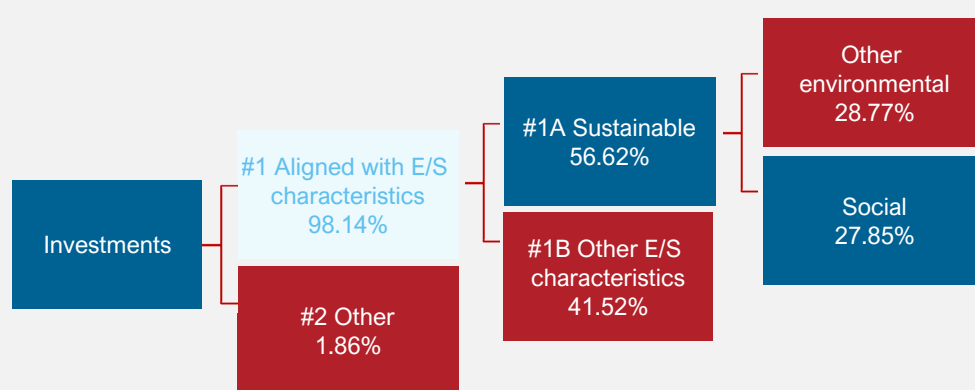 Investments
#1 Aligned with E/S
characteristics
98.14%
#2 Other
1.86%
#1A Sustainable
56.62%
#1B Other E/S
characteristics
41.52%
Other
environmental
28.77%
Social
27.85%